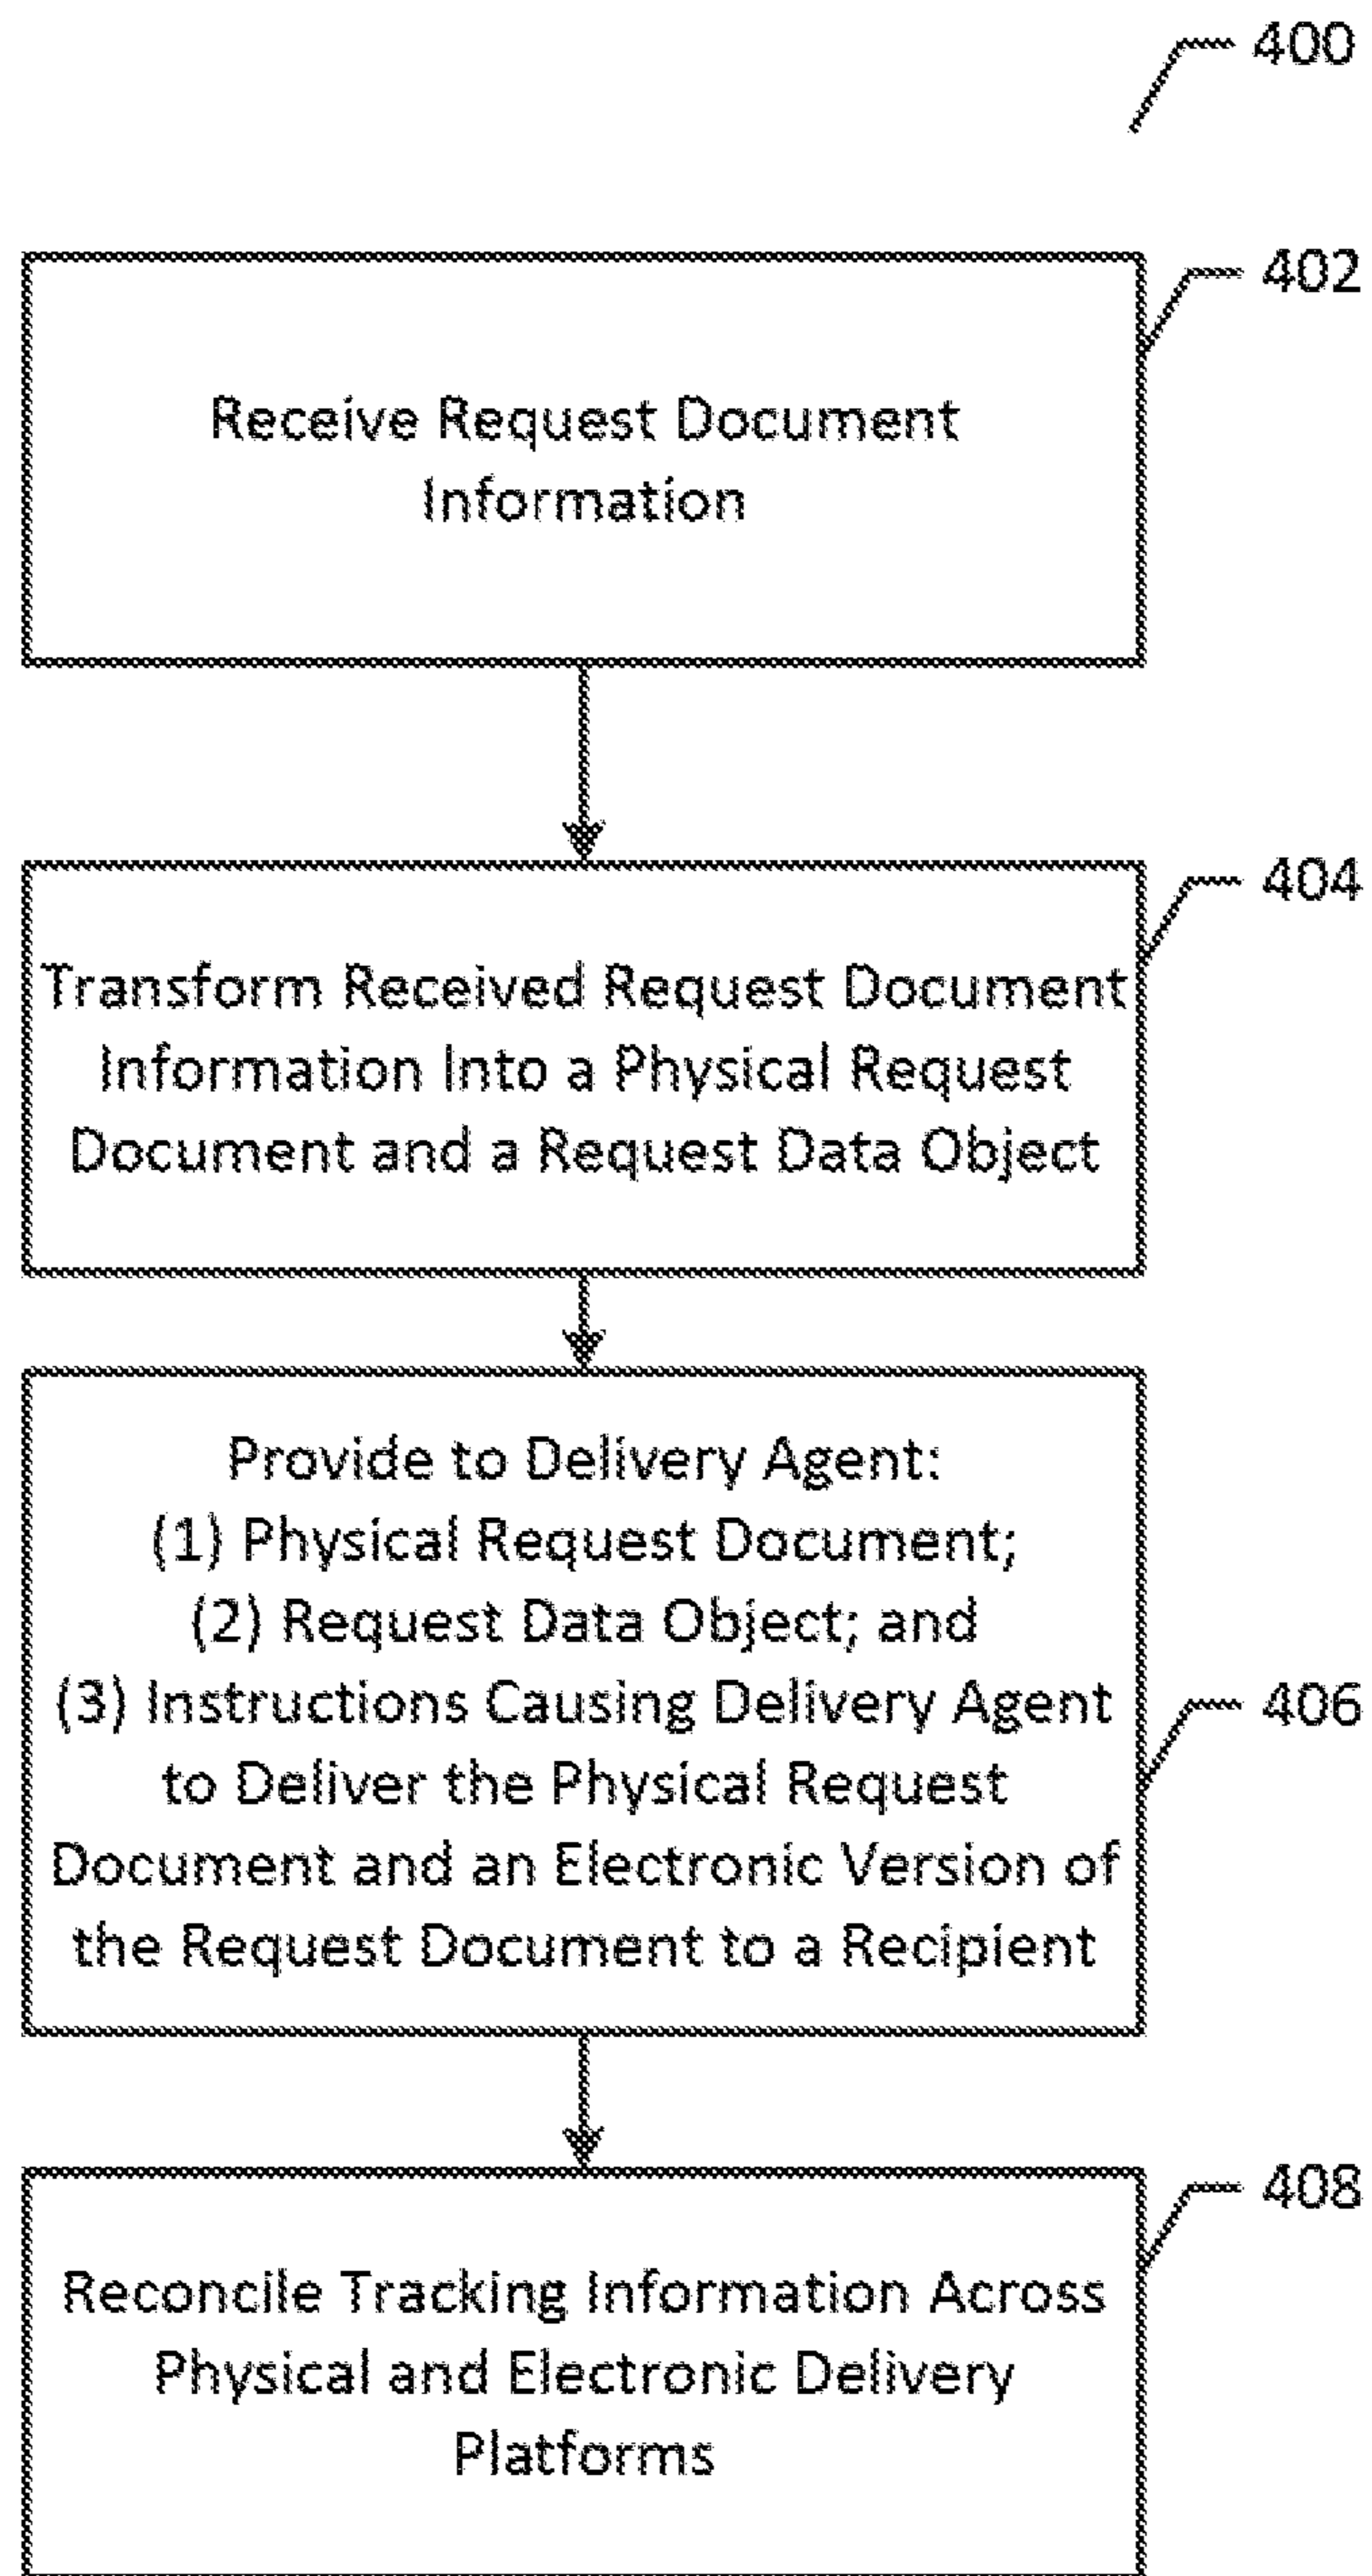 400
402
Receive Request Document
Information
404
Transform Received Request Document
Information Into a Physical Request
Document and a Request Data Object
Provide to Delivery Agent:
(1) Physical Request Document;
(2) Request Data Object; and
(3) Instructions Causing Delivery Agent
to Deliver the Physical Request
Document and an Electronic Version of
the Request Document to a Recipient
406
408
Reconcile Tracking Information Across
Physical and Electronic Delivery
Platforms